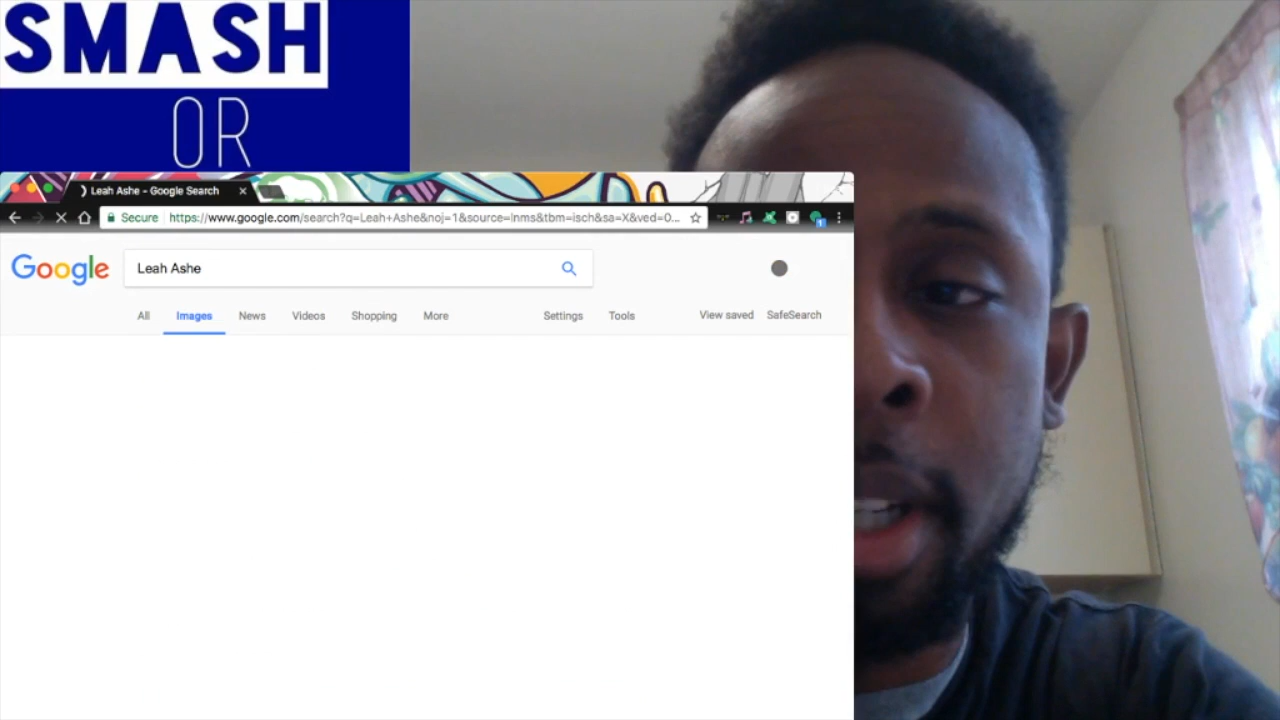 SMASH
OR
Leah Ashe - Google Search
Secure https://www.google.com/search?q=Leah+Ashe&noj=1&source=lnms&tbm=isch&sa=X&ved=0...
Google
Leah Ashe
All Images News Videos Shopping More Settings Tools View saved SafeSearch
1